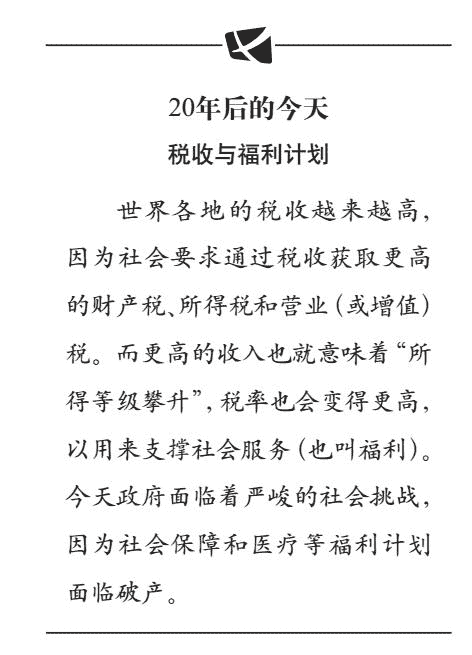 20年后的今天
税收与福利计划
世界各地的税收越来越高，
因为社会要求通过税收获取更高
的财产税、所得税和营业（或增值）
税。而更高的收入也就意味着“所
得等级攀升”，税率也会变得更高，
以用来支撑社会服务（也叫福利）。
今天政府面临着严峻的社会挑战，
因为社会保障和医疗等福利计划
面临破产。